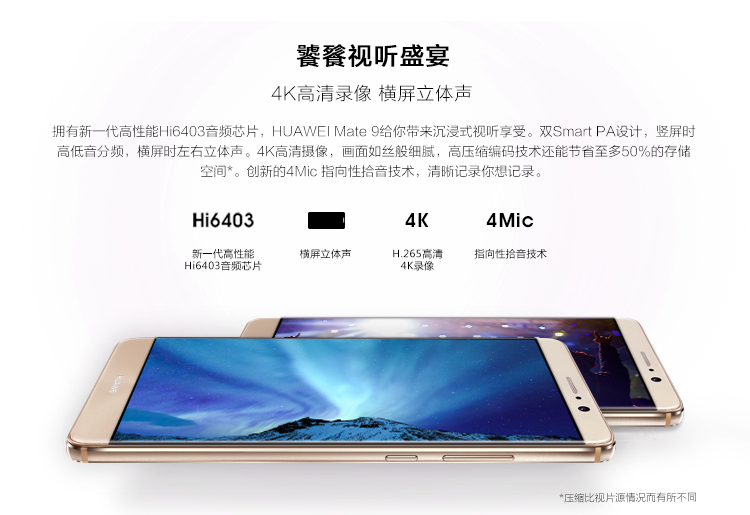 饕餮视听盛宴
4K高清录像 横屏立体声
拥有新一代高性能Hi6403音频芯片，HUAWEI Mate 9给你带来沉浸式视听享受。双Smart PA设计，竖屏时
高低音分频，横屏时左右立体声。4K高清摄像，画面如丝般细腻，高压缩编码技术还能节省至多50%的存储
空间*。创新的4Mic 指向性拾音技术，清晰记录你想记录。
Hi6403 4K 4Mic
新一代高性能 横屏立体声 H.265高清 指向性拾音技术
Hi6403音频芯片 4K录像
HUAWEI
*压缩比视片源情况而有所不同